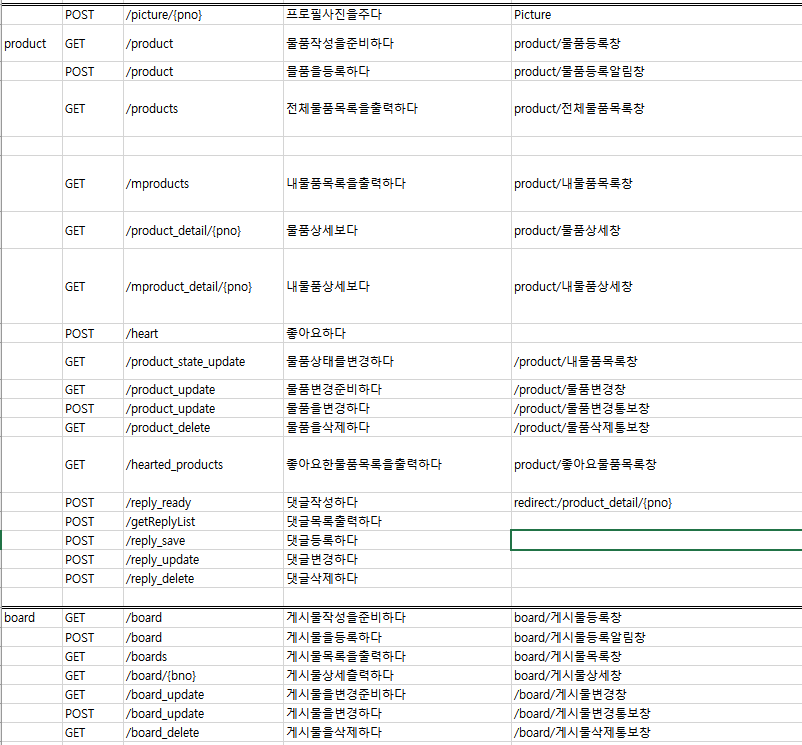 POST /picture/{pno} 프로필사진을주다 Picture
product GET /product 물품작성을준비하다 product/물품등록창
POST /product 믈품을등록하다 product/물품등록알림창
GET /products 전체물품목록을출력하다 product/전체물품목록창
GET /mproducts 내물품목록을출력하다 product/내물품목록창
GET /product_detail/{pno} 물품상세보다 product/물품상세창
GET /mproduct_detail/{pno} 내물품상세보다 product/내물품상세창
POST /heart 좋아요하다
GET /product_state_update 물품상태를변경하다 /product/내물품목록창
GET /product_update 물품변경준비하다 /product/물품변경창
POST /product_update 물품을변경하다 /product/물품변경통보창
GET /product_delete 물품을삭제하다 /product/물품삭제통보창
GET /hearted_products 좋아요한물품목록을출력하다 product/좋아요물품목록창
POST /reply_ready 댓글작성하다 redirect:/product_detail/{pno}
POST /getReplyList 댓글목록출력하다
POST /reply_save 댓글등록하다
POST /reply_update 댓글변경하다
POST /reply_delete 댓글삭제하다
board GET /board 게시물작성을준비하다 board/게시물등록창
POST /board 게시물을등록하다 board/게시물등록알림창
GET /boards 게시물목록을출력하다 board/게시물목록창
GET /board/{bno} 게시물상세출력하다 board/게시물상세창
GET /board_update 게시물을변경준비하다 /board/게시물변경창
POST /board_update 게시물을변경하다 /board/게시물변경통보창
GET /board_delete 게시물을삭제하다 /board/게시물삭제통보창